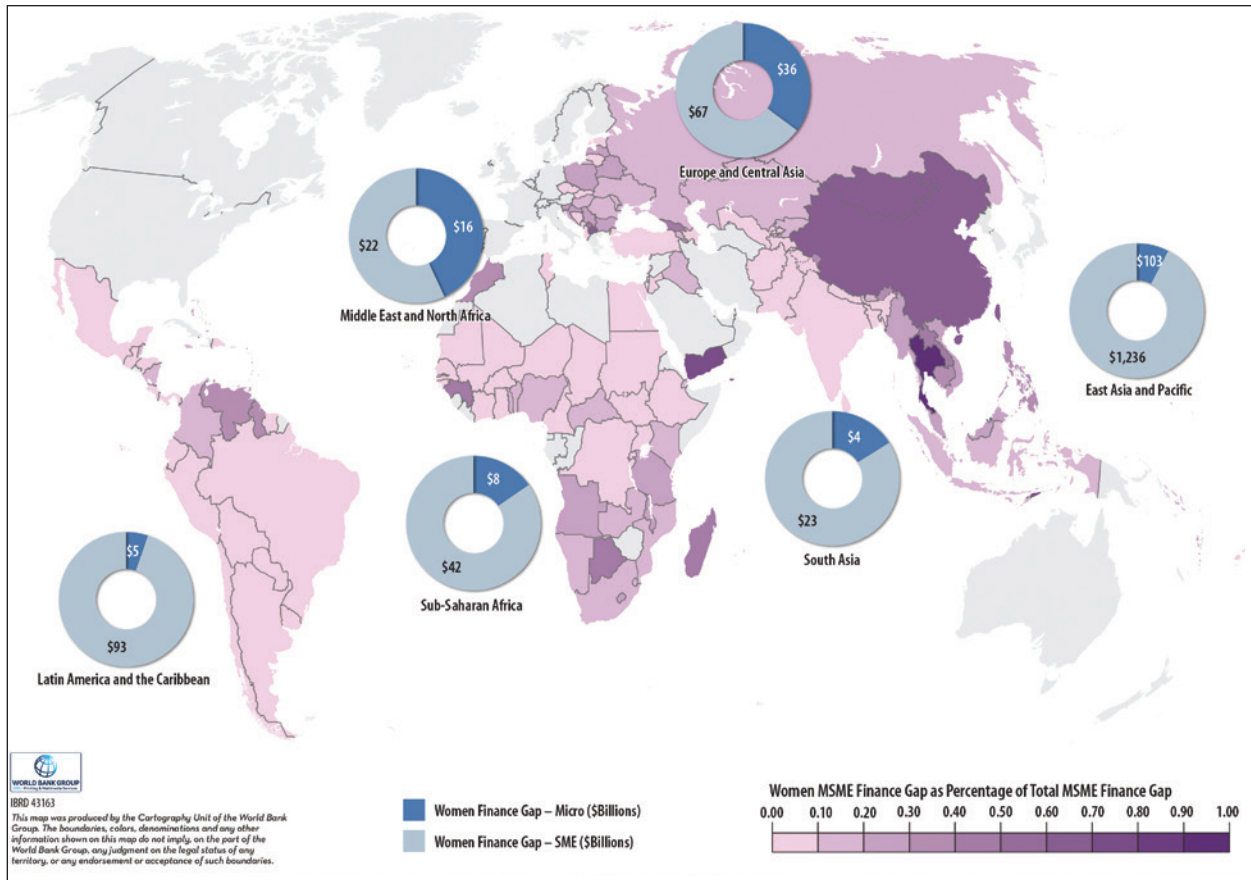 $36
$67
Europe and Central Asia
$16
$22
Middle East and North Africa
$103
$1,236
East Asia and Pacific
$4
$23
South Asia
$8
$42
Sub-Saharan Africa
$5
$93
Latin America and the Caribbean
WORLD BANK GROUP
IBRD 43163
This map was produced by the Cartography Unit of the World Bank
Group. The boundaries, colors, denominations and any other
information shown on this map do not imply, on the part of the
World Bank Group, any judgment on the legal status of any
territory, or any endorsement or acceptance of such boundaries.
Women Finance Gap – Micro ($Billions)
Women Finance Gap – SME ($Billions)
Women MSME Finance Gap as Percentage of Total MSME Finance Gap
0.00 0.10 0.20 0.30 0.40 0.50 0.60 0.70 0.80 0.90 1.00